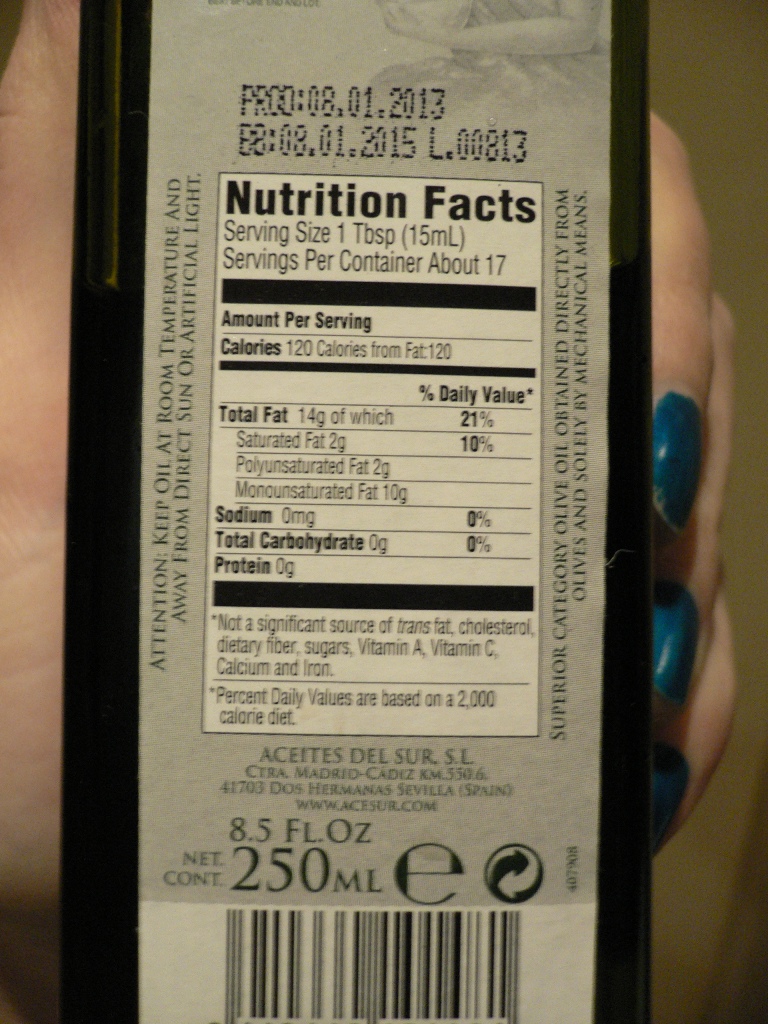 PROD:08.01.2013
BB:08.01.2015 L.00813
ATTENTION: KEEP OIL AT ROOM TEMPERATURE AND
AWAY FROM DIRECT SUN OR ARTIFICIAL LIGHT.
Nutrition Facts
Serving Size 1 Tbsp (15mL)
Servings Per Container About 17
Amount Per Serving
Calories 120 Calories from Fat:120
% Daily Value*
Total Fat 14g of which 21%
Saturated Fat 2g 10%
Polyunsaturated Fat 2g
Monounsaturated Fat 10g
Sodium 0mg 0%
Total Carbohydrate 0g 0%
Protein 0g
*Not a significant source of trans fat, cholesterol,
dietary fiber, sugars, Vitamin A, Vitamin C,
Calcium and Iron.
*Percent Daily Values are based on a 2,000
calorie diet.
SUPERIOR CATEGORY OLIVE OIL OBTAINED DIRECTLY FROM
OLIVES AND SOLELY BY MECHANICAL MEANS.
ACEITES DEL SUR, S.L.
CTRA. MADRID-CADIZ KM.550.6.
41703 DOS HERMANAS SEVILLA (SPAIN)
WWW.ACESUR.COM
8.5 FL.OZ
NET. CONT. 250ML e
407908